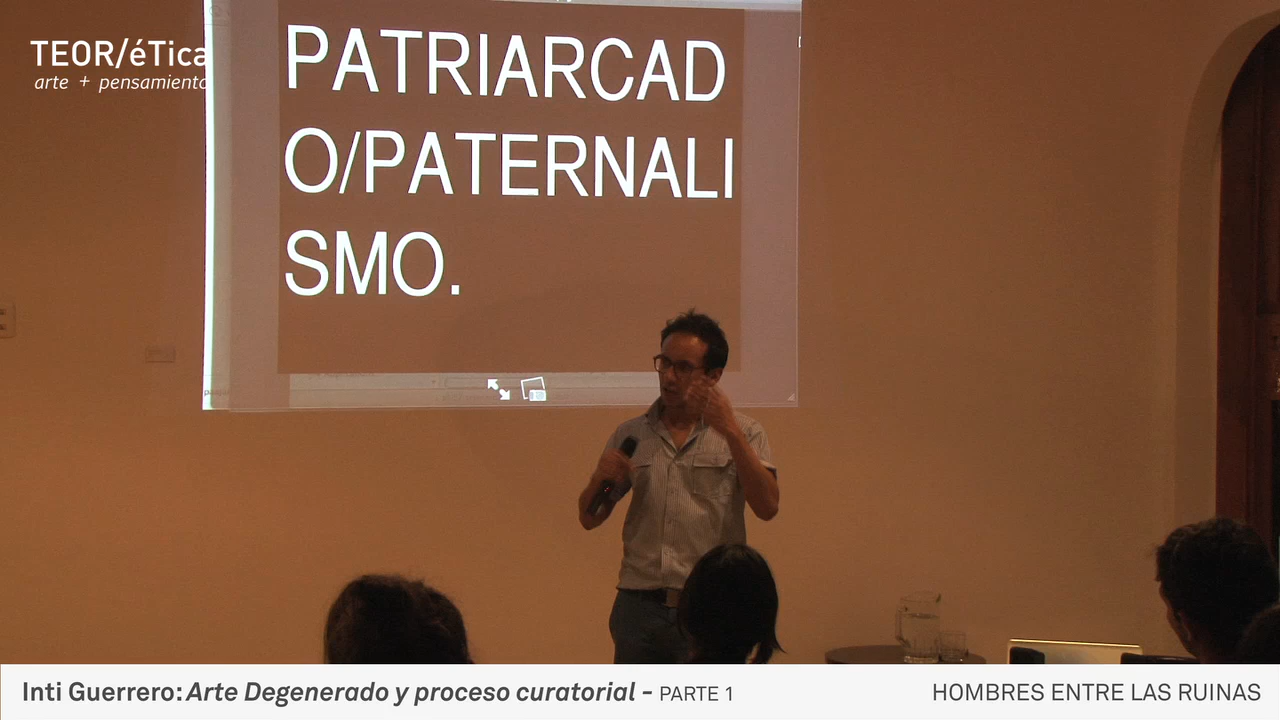 TEOR/éTica
arte + pensamiento
PATRIARCAD
O/PATERNALI
SMO.
Inti Guerrero: Arte Degenerado y proceso curatorial - PARTE 1
HOMBRES ENTRE LAS RUINAS